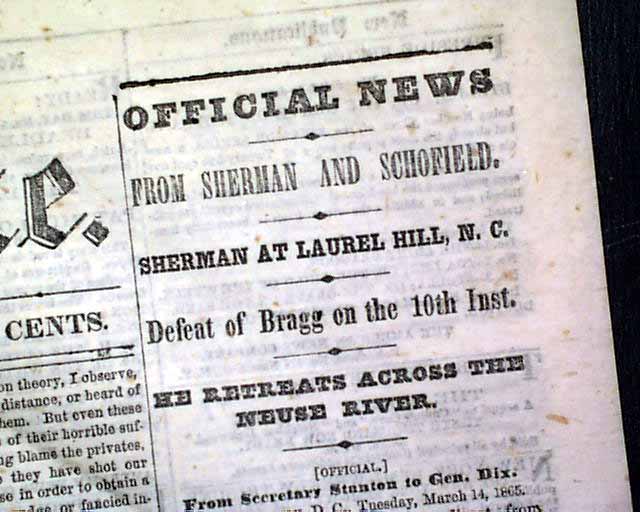 OFFICIAL NEWS
FROM SHERMAN AND SCHOFIELD.
SHERMAN AT LAUREL HILL, N. C.
Defeat of Bragg on the 10th Inst.
HE RETREATS ACROSS THE
NEUSE RIVER.
[OFFICIAL.]
From Secretary Stanton to Gen. Dix.
D. C., Tuesday, March 14, 1865.
from
e.
CENTS.
on theory, I observe,
distance, or heard of
them. But even these
of their horrible suf-
ng blame the privates,
they have shot our
se in order to obtain a
or fancied in-